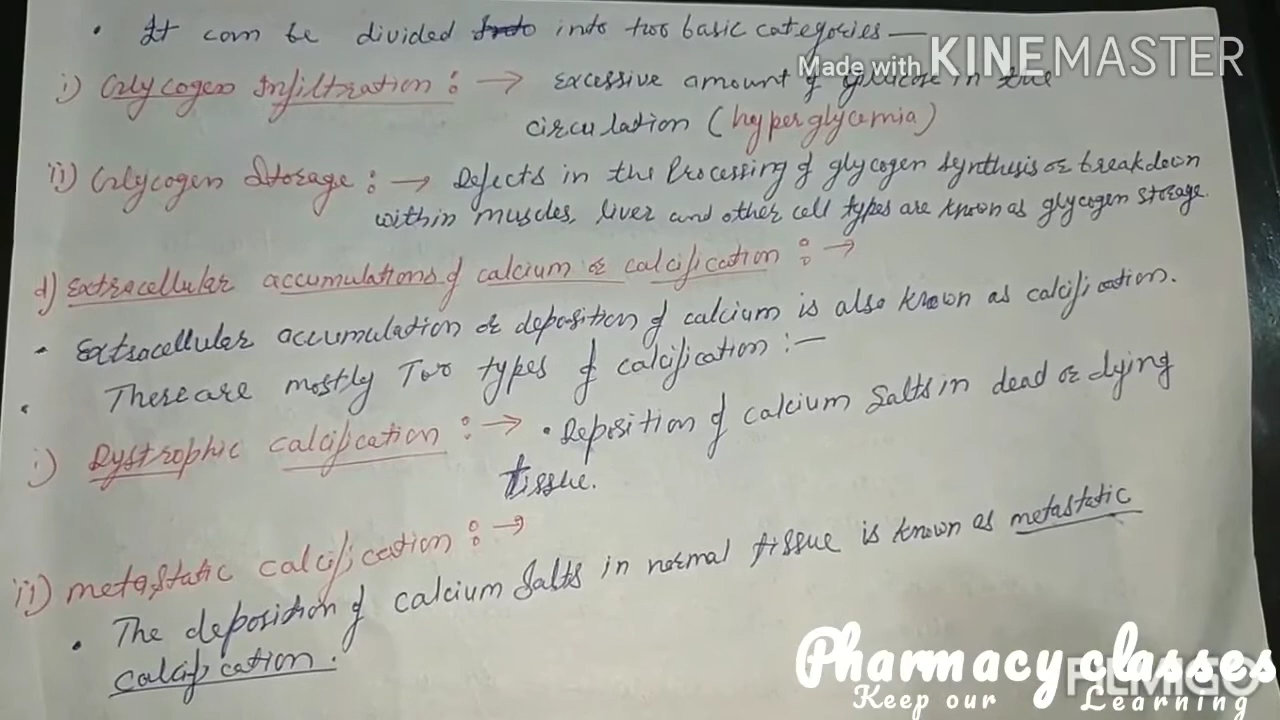 • It can be divided into two basic categories —
Made with KINEMASTER
i) Glycogen Infiltration : → Excessive amount of glucose in the
circulation (hyperglycemia)
ii) Glycogen Storage : → Defects in the Processing of glycogen synthesis or breakdown
within muscles, liver and other cell types are known as glycogen storage.
d) Extracellular accumulations of calcium or calcification : →
• Extracellular accumulation or deposition of calcium is also known as calcification.
• There are mostly Two types of calcification : —
i) Dystrophic calcification : → • Deposition of calcium salts in dead or dying
tissue.
ii) metastatic calcification : →
• The deposition of calcium salts in normal tissue is known as metastatic
calcification.
Pharmacy classes
Keep our Learning
FILMIGO